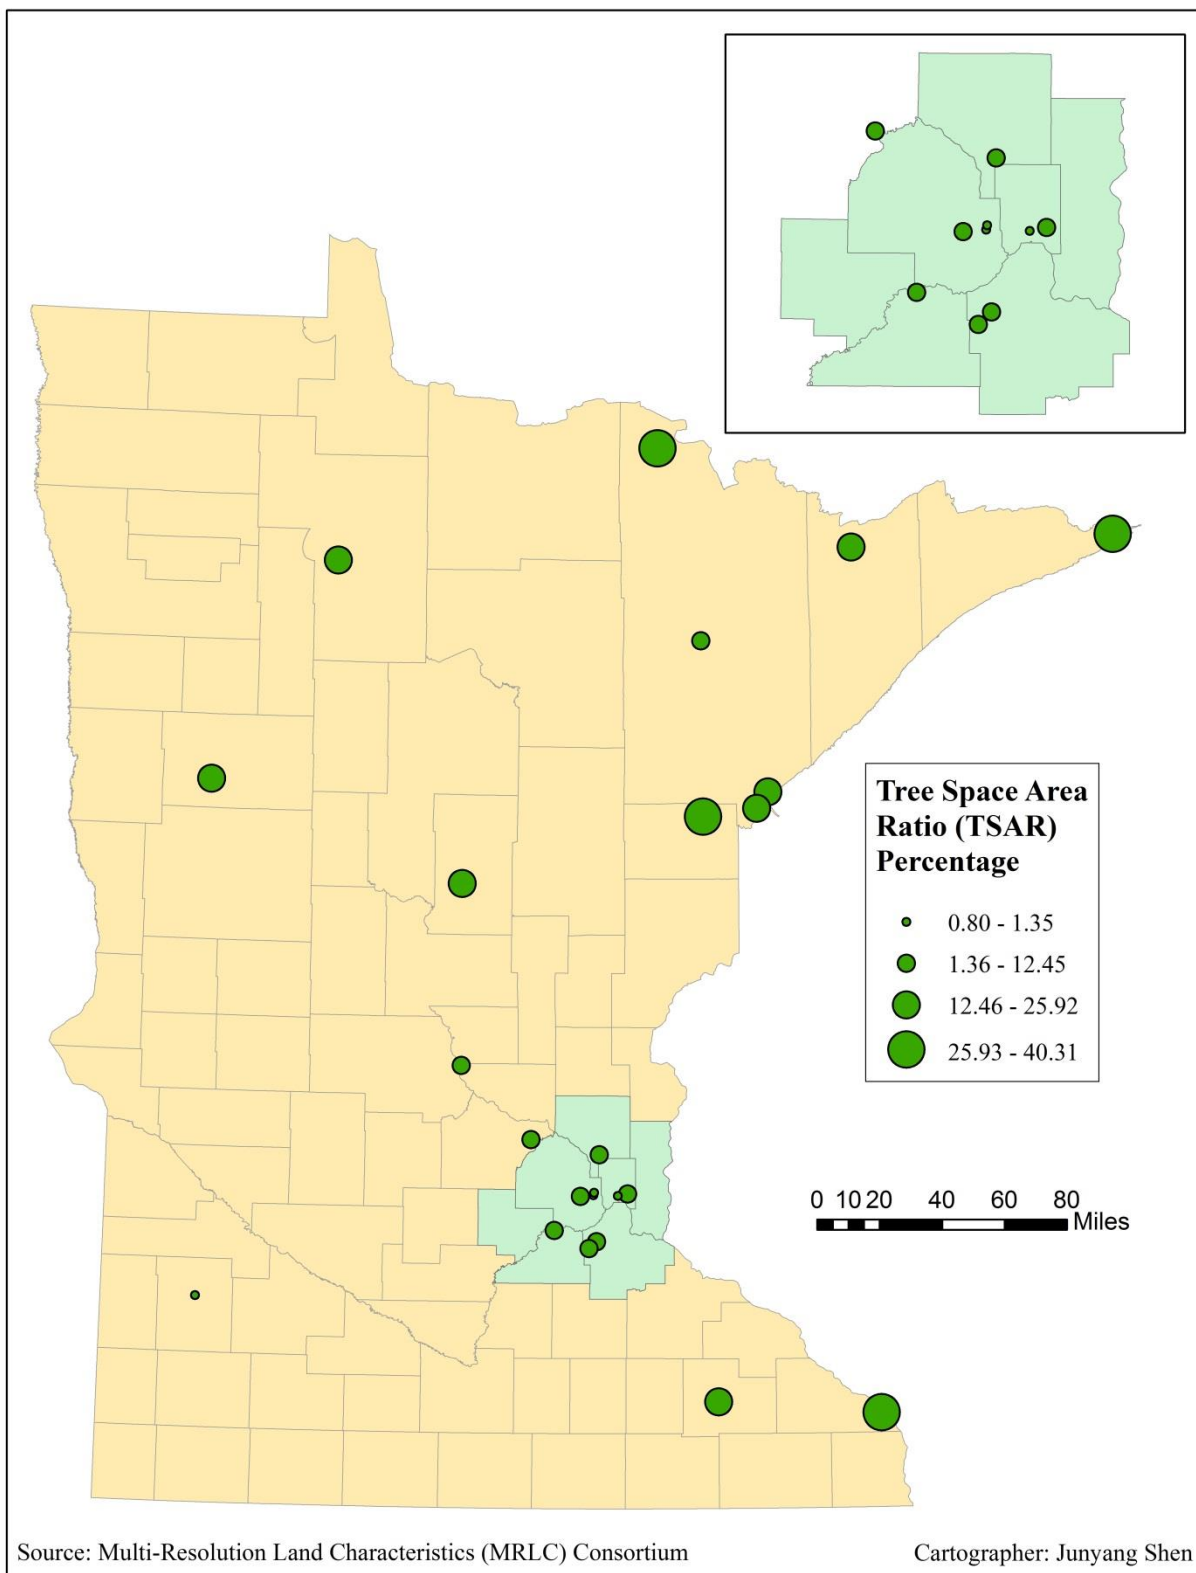 Tree Space Area
Ratio (TSAR)
Percentage
0.80 - 1.35
1.36 - 12.45
12.46 - 25.92
25.93 - 40.31
0 10 20 40 60 80
Miles
Source: Multi-Resolution Land Characteristics (MRLC) Consortium
Cartographer: Junyang Shen